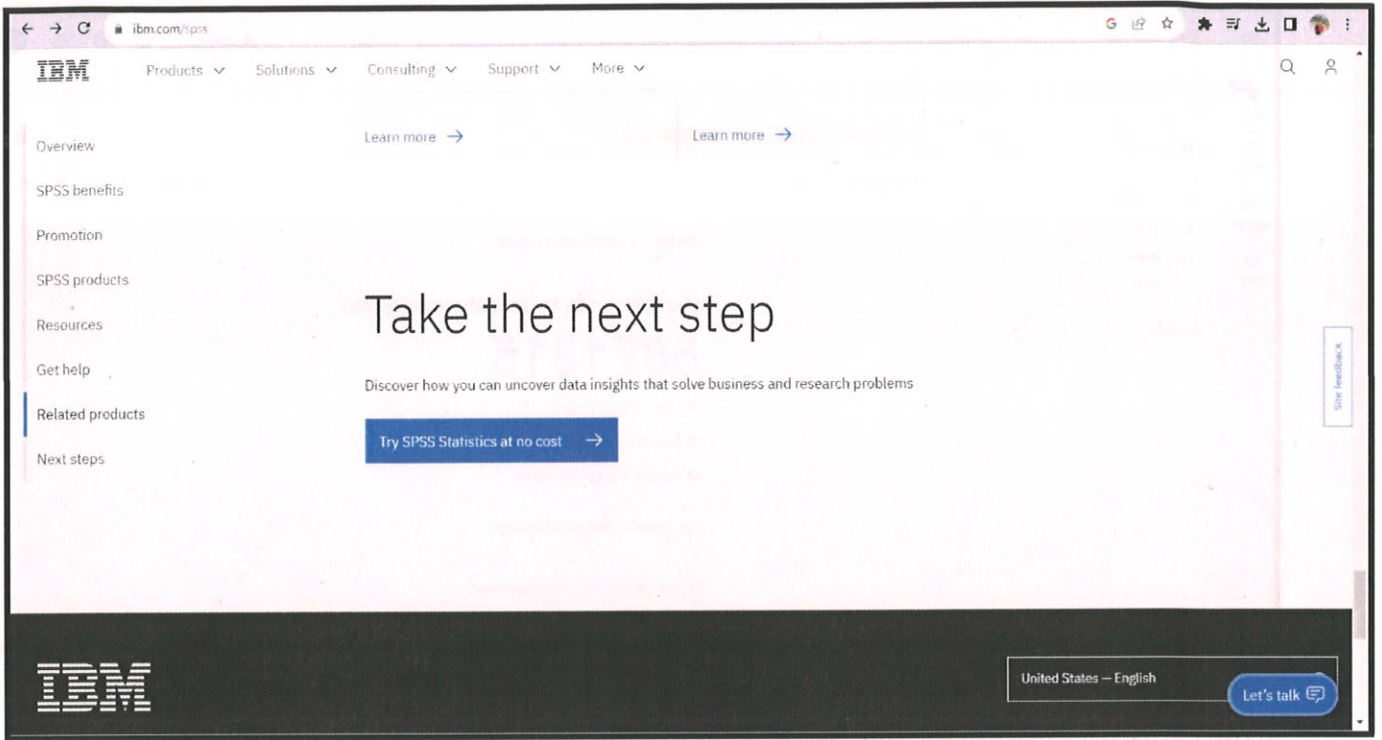 ibm.com/spss
IBM Products Solutions Consulting Support More
Overview
SPSS benefits
Promotion
SPSS products
Resources
Get help
Related products
Next steps
Learn more → Learn more →
Take the next step
Discover how you can uncover data insights that solve business and research problems
Try SPSS Statistics at no cost →
Site feedback
IBM
United States — English
Let's talk